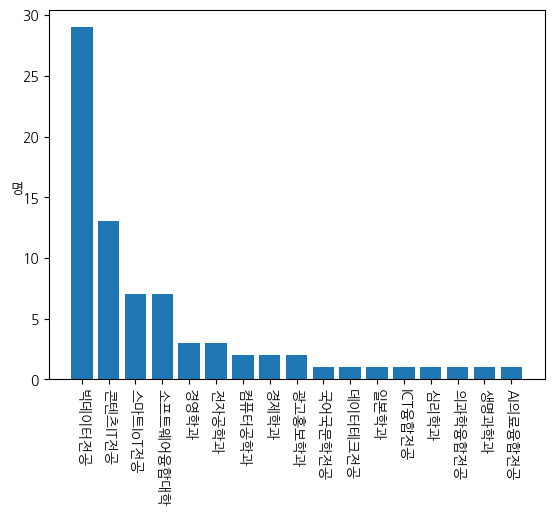 30
25
20
15
10
5
0
명
빅데이터전공
콘텐츠IT전공
스마트IoT전공
소프트웨어융합대학
경영학과
전자공학과
컴퓨터공학과
경제학과
광고홍보학과
국어국문학전공
데이터테크전공
일본학과
ICT융합전공
심리학과
의과학융합전공
생명과학과
AI의료융합전공